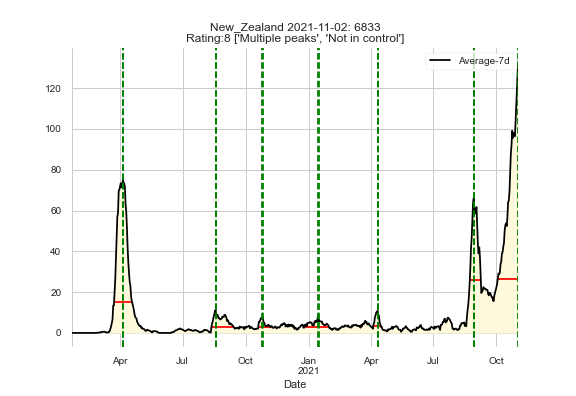 New_Zealand 2021-11-02: 6833
Rating:8 ['Multiple peaks', 'Not in control']
Average-7d
120
100
80
60
40
20
0
Apr Jul Oct Jan Apr Jul Oct
2021
Date